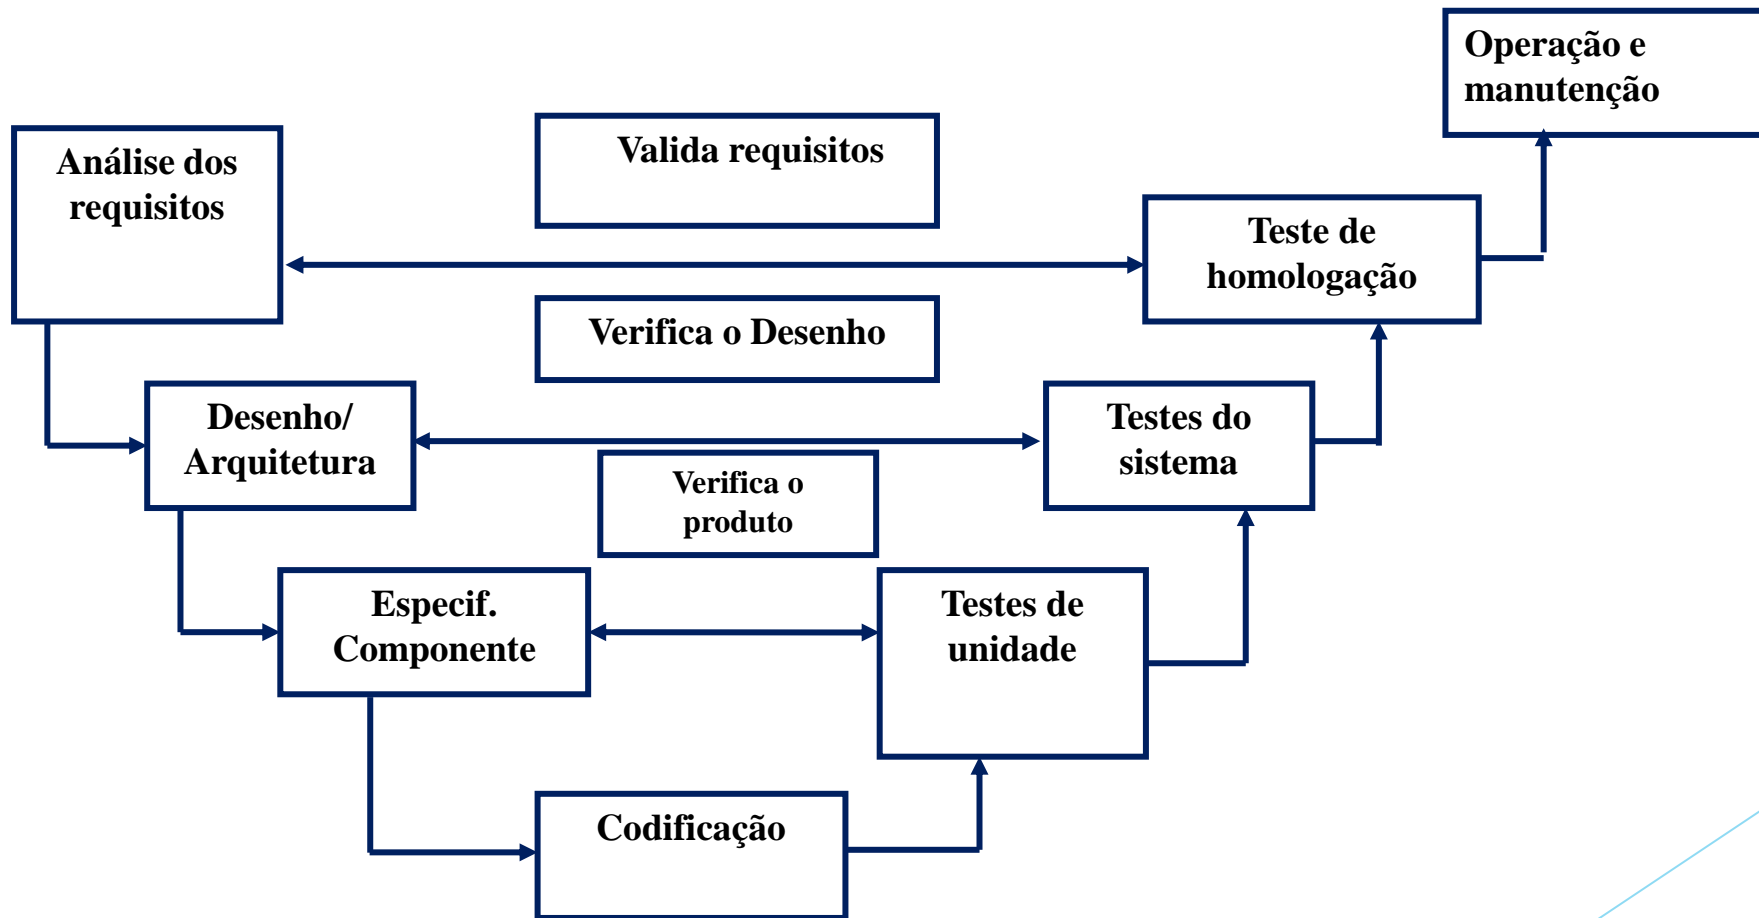 Operação e
manutenção
Análise dos
requisitos
Valida requisitos
Teste de
homologação
Verifica o Desenho
Desenho/
Arquitetura
Testes do
sistema
Verifica o
produto
Especif.
Componente
Testes de
unidade
Codificação